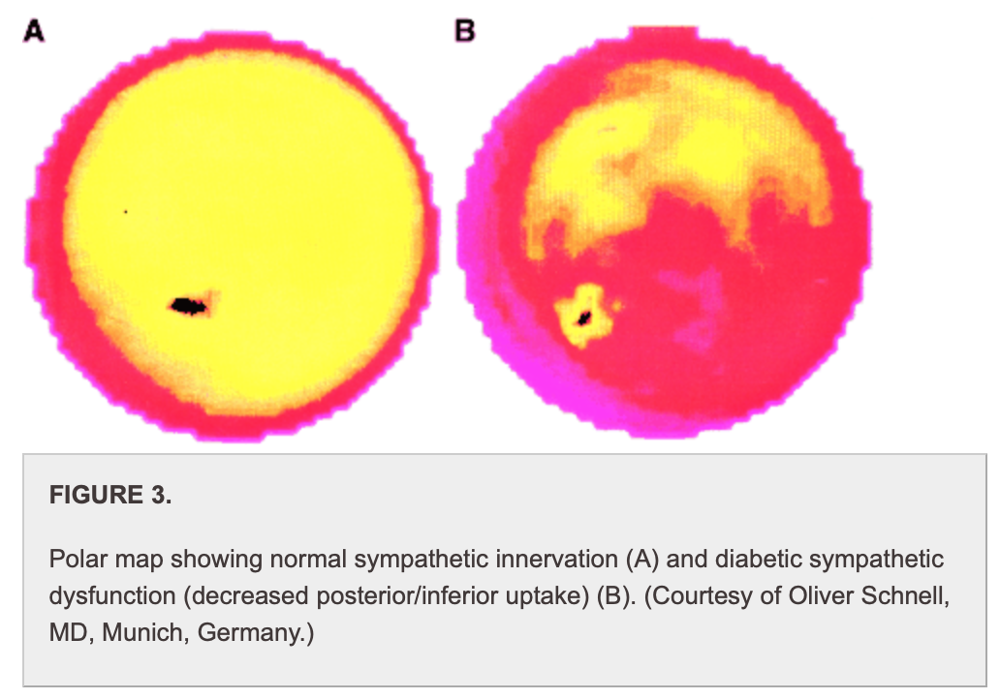 A B
FIGURE 3.
Polar map showing normal sympathetic innervation (A) and diabetic sympathetic
dysfunction (decreased posterior/inferior uptake) (B). (Courtesy of Oliver Schnell,
MD, Munich, Germany.)